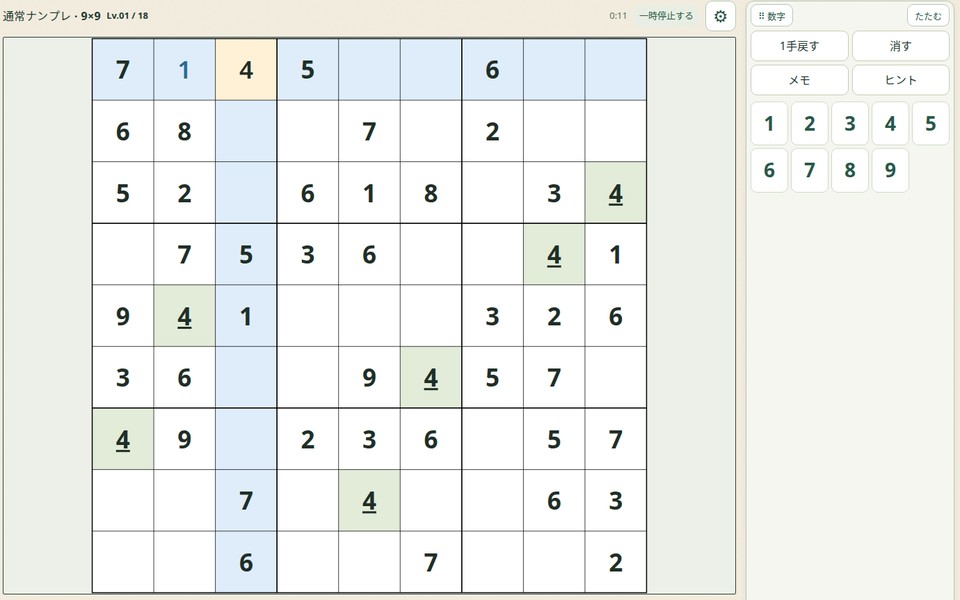 通常ナンプレ · 9×9 Lv.01 / 18 0:11 一時停止する ⚙
7 1 4 5 6
6 8 7 2
5 2 6 1 8 3 4
7 5 3 6 4 1
9 4 1 3 2 6
3 6 9 4 5 7
4 9 2 3 6 5 7
7 4 6 3
6 7 2
⠿ 数字 たたむ
1手戻す 消す
メモ ヒント
1 2 3 4 5
6 7 8 9